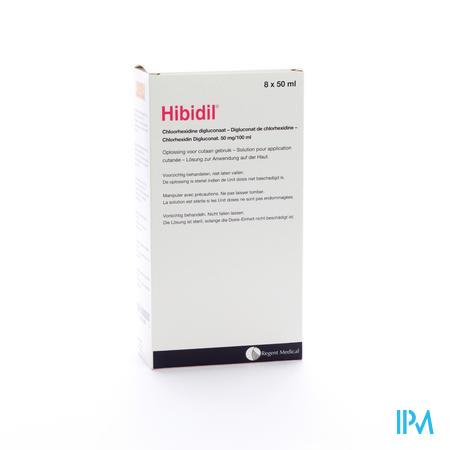 8 x 50 ml
Hibidil®
Chloorhexidine digluconaat – Digluconat de chlorhexidine –
Chlorhexidin Digluconat. 50 mg/100 ml
Oplossing voor cutaan gebruik – Solution pour application
cutanée – Lösung zur Anwendung auf der Haut.
Voorzichtig behandelen, niet laten vallen.
De oplossing is steriel indien de Unit doses niet beschadigd is.
Manipuler avec précautions. Ne pas laisser tomber.
La solution est stérile si les Unit doses ne sont pas endommagées.
Vorsichtig behandeln. Nicht fallen lassen.
Die Lösung ist steril, solange die Dosis-Einheit nicht beschädigt ist.
Regent Medical
IPM